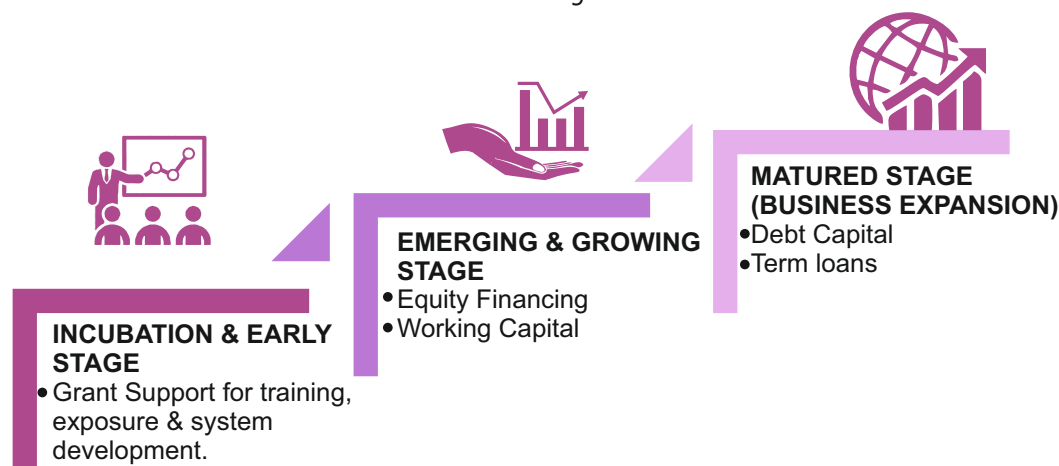 INCUBATION & EARLY
STAGE
• Grant Support for training,
exposure & system
development.
EMERGING & GROWING
STAGE
• Equity Financing
• Working Capital
MATURED STAGE
(BUSINESS EXPANSION)
• Debt Capital
• Term loans